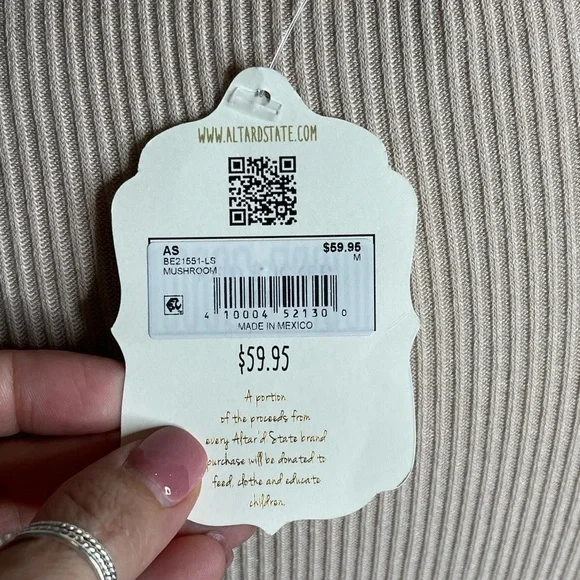 WWW.ALTARDSTATE.COM
AS $59.95
BE21551-LS M
MUSHROOM
4 10004 52130 0
MADE IN MEXICO
$59.95
A portion
of the proceeds from
every Altar'd State brand
purchase will be donated to
feed, clothe and educate
children.